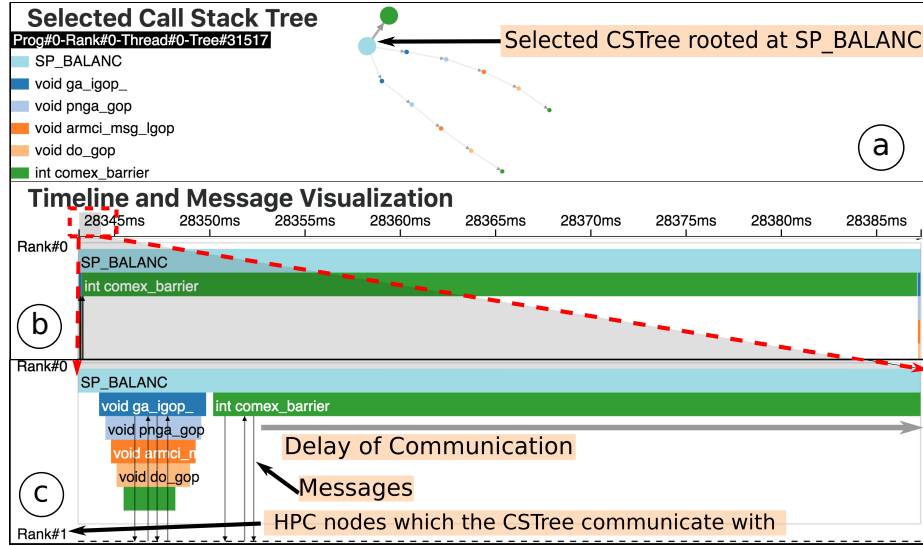 Selected Call Stack Tree
Prog#0-Rank#0-Thread#0-Tree#31517
SP_BALANC
void ga_igop_
void pnga_gop
void armci_msg_lgop
void do_gop
int comex_barrier
Selected CSTree rooted at SP_BALANC
a
Timeline and Message Visualization
28345ms 28350ms 28355ms 28360ms 28365ms 28370ms 28375ms 28380ms 28385ms
Rank#0
SP_BALANC
int comex_barrier
b
Rank#0
SP_BALANC
void ga_igop_ int comex_barrier
void pnga_gop
void armci_m
void do_gop
Delay of Communication
Messages
c
HPC nodes which the CSTree communicate with
Rank#1